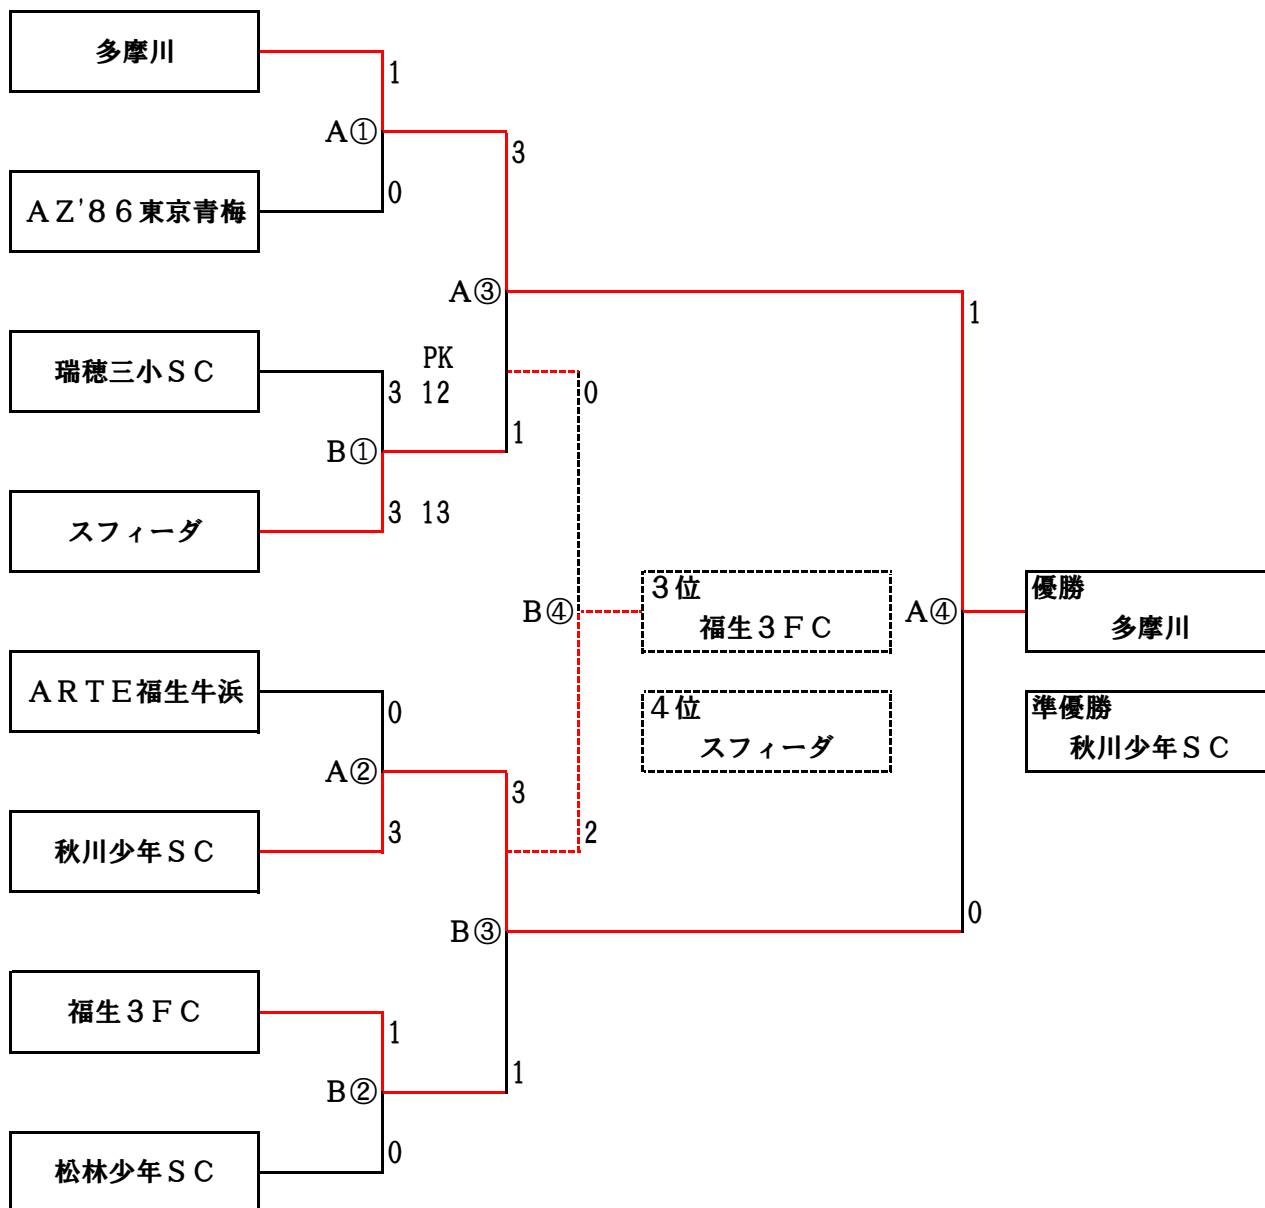 多摩川
1
A①
3
0
AZ'86東京青梅
A③
1
瑞穂三小SC
PK
3 12
0
B①
1
3 13
スフィーダ
3位
福生3FC
B④
A④
優勝
多摩川
ARTE福生牛浜
0
4位
スフィーダ
準優勝
秋川少年SC
A②
3
3
2
秋川少年SC
B③
0
福生3FC
1
B②
1
0
松林少年SC